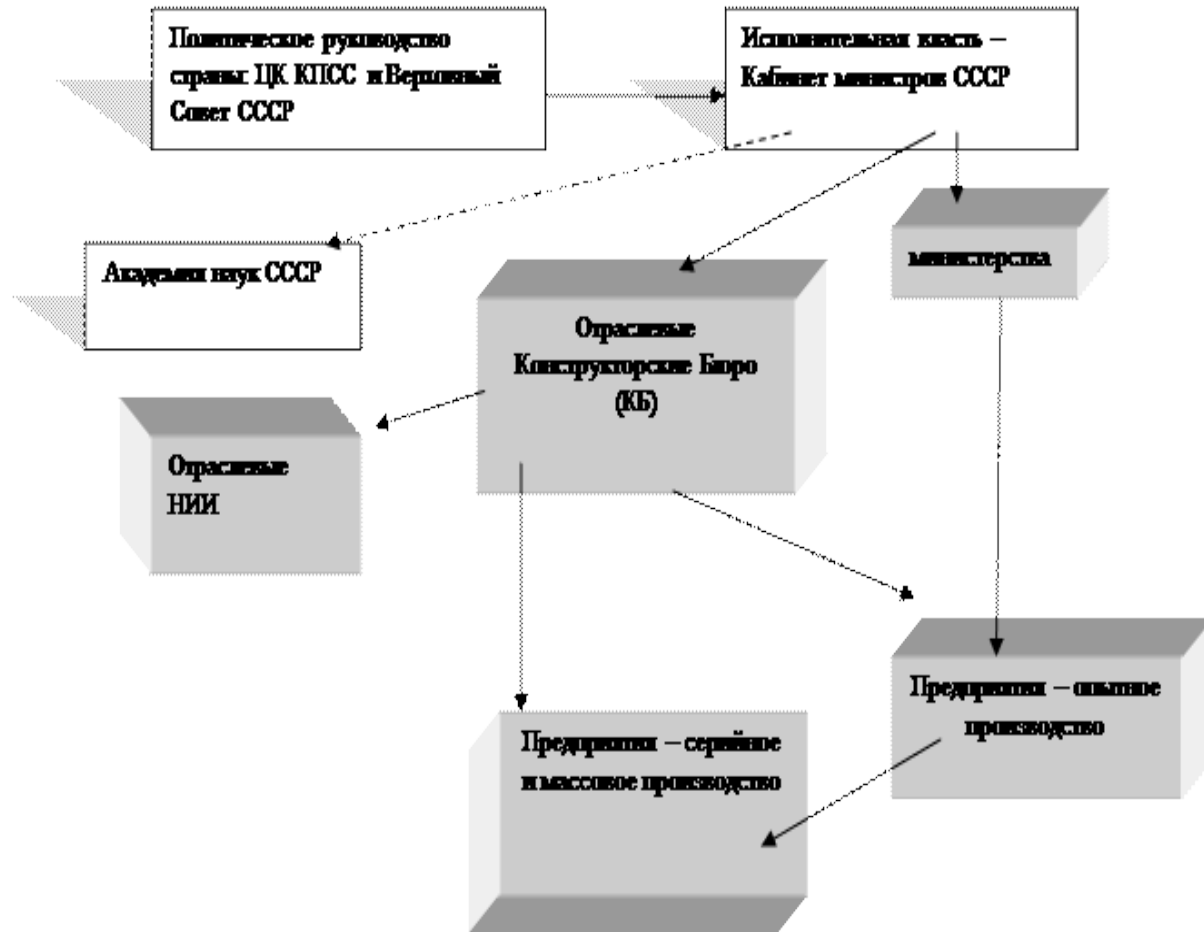 Политическое руководство
страны: ЦК КПСС и Верховный
Совет СССР
Исполнительная власть –
Кабинет министров СССР
Академия наук СССР
министерства
Отраслевые
Конструкторские Бюро
(КБ)
Отраслевые
НИИ
Предприятия – опытное
производство
Предприятия – серийное
и массовое производство